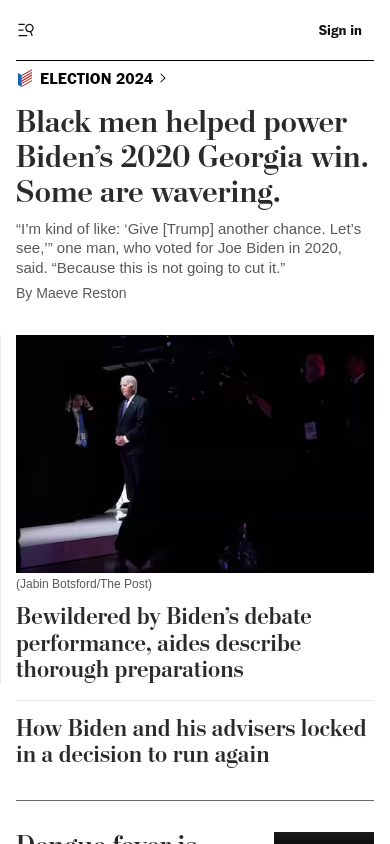 Sign in
ELECTION 2024
Black men helped power
Biden’s 2020 Georgia win.
Some are wavering.
“I’m kind of like: ‘Give [Trump] another chance. Let’s
see,’” one man, who voted for Joe Biden in 2020,
said. “Because this is not going to cut it.”
By Maeve Reston
(Jabin Botsford/The Post)
Bewildered by Biden’s debate
performance, aides describe
thorough preparations
How Biden and his advisers locked
in a decision to run again
Dengue fever is